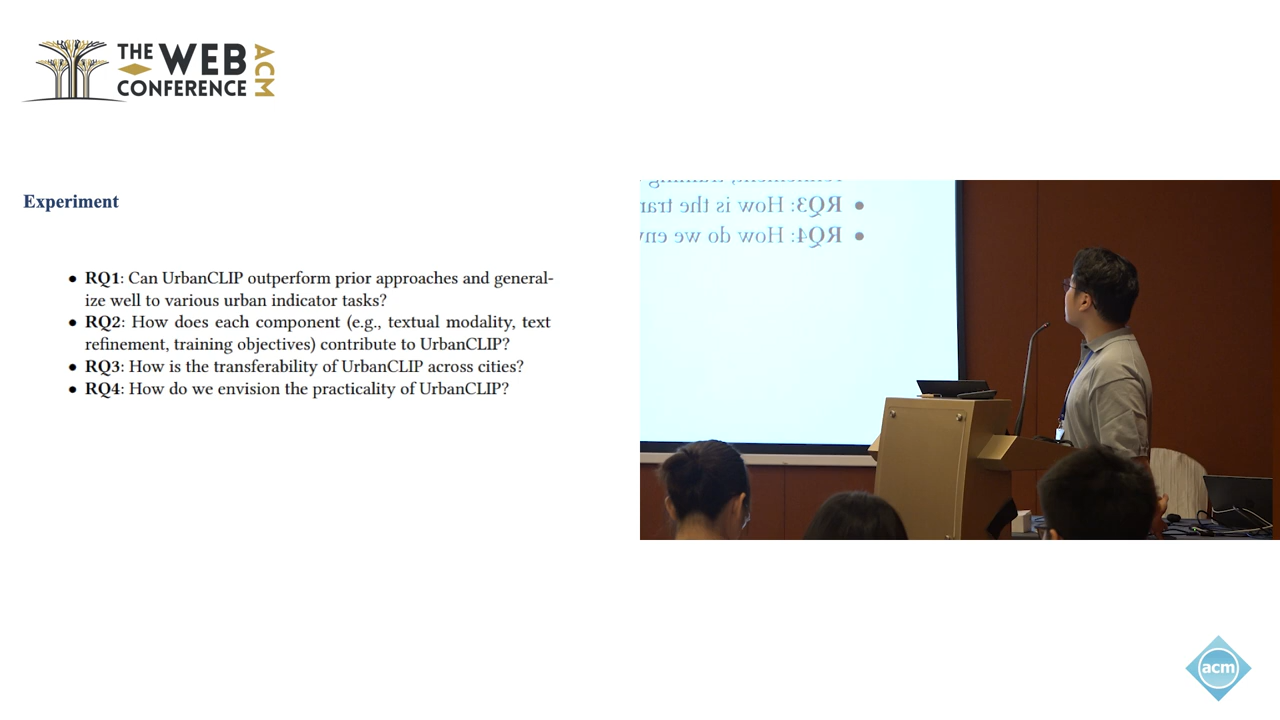 THE WEB
CONFERENCE
ACM
Experiment
• RQ1: Can UrbanCLIP outperform prior approaches and general-
ize well to various urban indicator tasks?
• RQ2: How does each component (e.g., textual modality, text
refinement, training objectives) contribute to UrbanCLIP?
• RQ3: How is the transferability of UrbanCLIP across cities?
• RQ4: How do we envision the practicality of UrbanCLIP?
• RQ3: How is the
• RQ4: How do we
acm